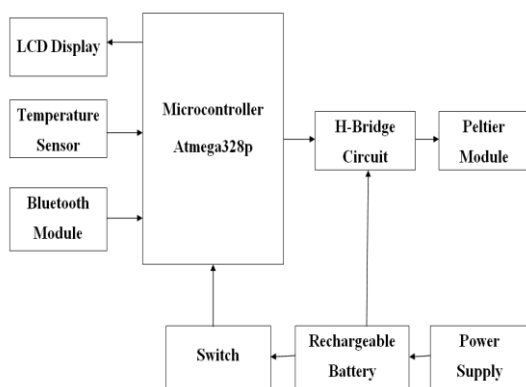 LCD Display
Temperature
Sensor
Bluetooth
Module
Microcontroller
Atmega328p
H-Bridge
Circuit
Peltier
Module
Switch
Rechargeable
Battery
Power
Supply